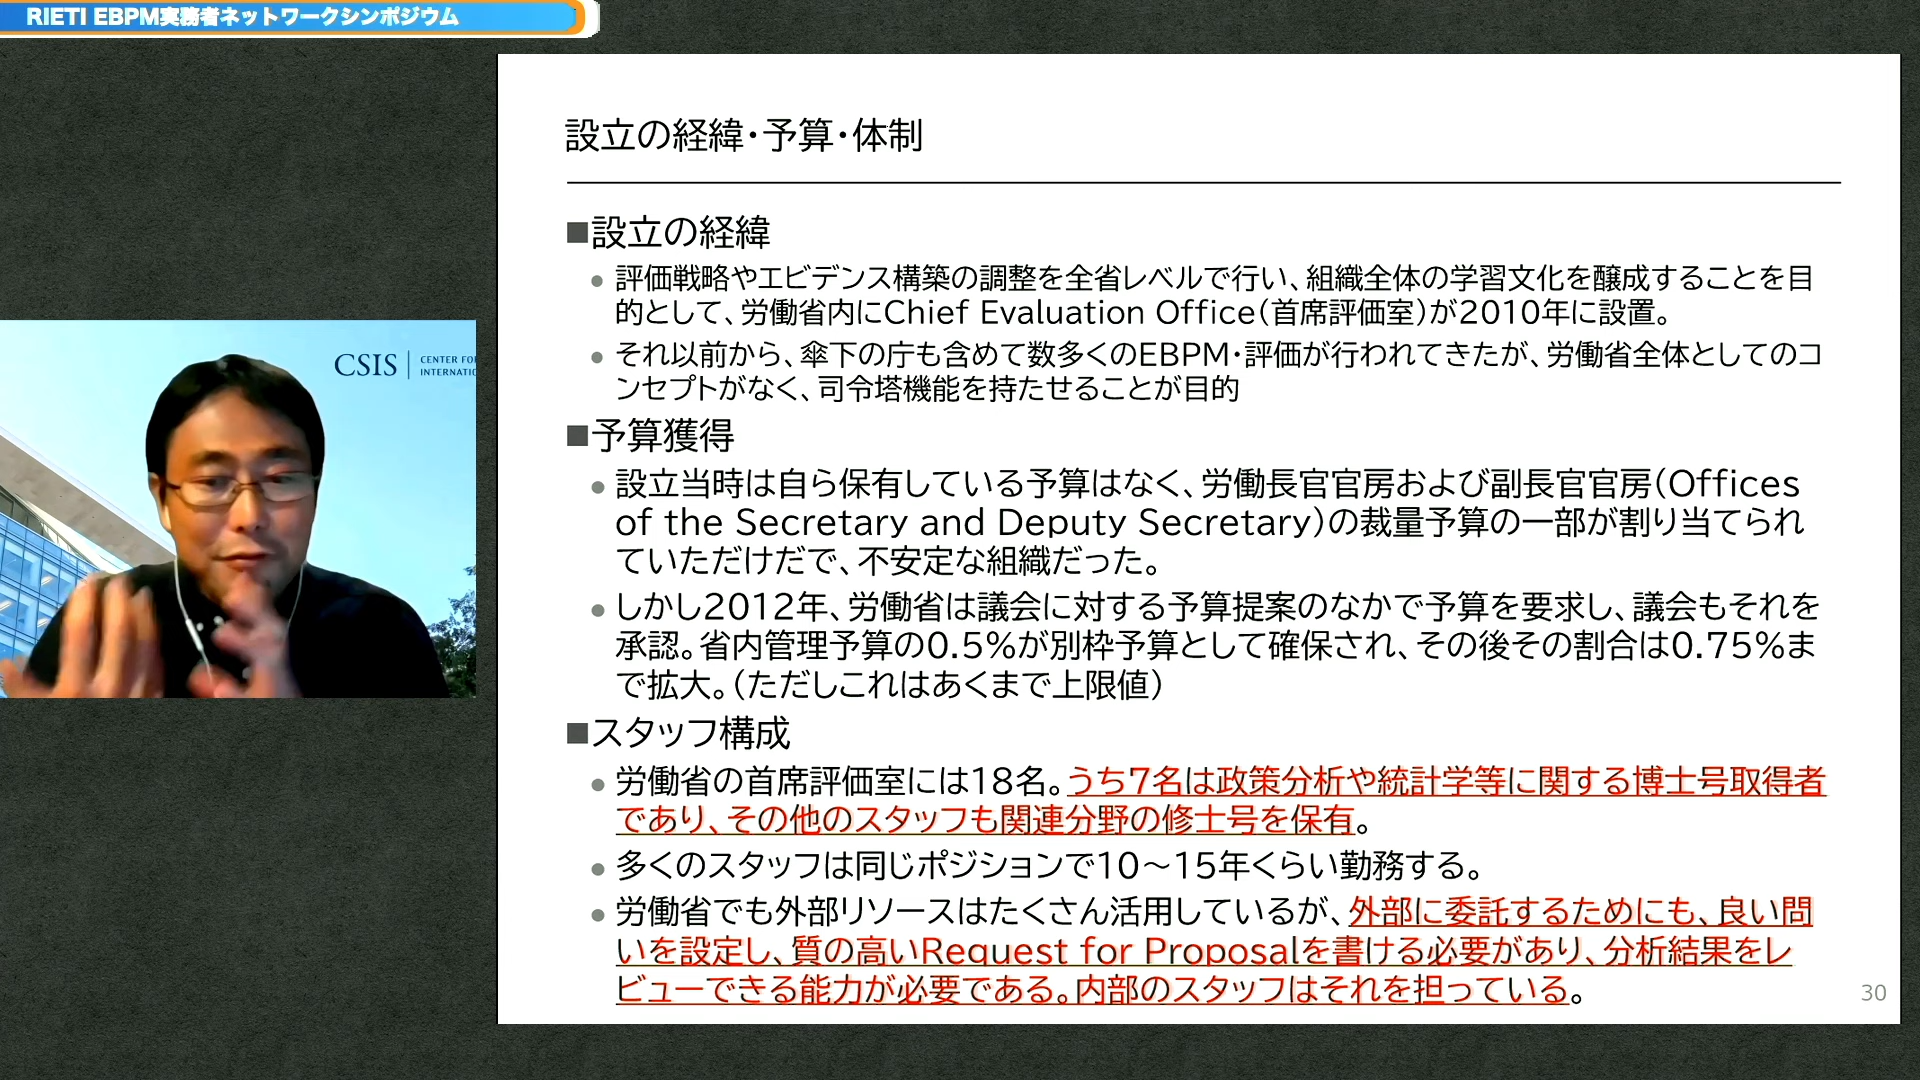 RIETI EBPM実務者ネットワークシンポジウム
設立の経緯・予算・体制
■設立の経緯
• 評価戦略やエビデンス構築の調整を全省レベルで行い、組織全体の学習文化を醸成することを目
的として、労働省内にChief Evaluation Office(首席評価室)が2010年に設置。
• それ以前から、傘下の庁も含めて数多くのEBPM・評価が行われてきたが、労働省全体としてのコ
ンセプトがなく、司令塔機能を持たせることが目的
■予算獲得
• 設立当時は自ら保有している予算はなく、労働長官官房および副長官官房(Offices
of the Secretary and Deputy Secretary)の裁量予算の一部が割り当てられ
ていただけだで、不安定な組織だった。
• しかし2012年、労働省は議会に対する予算提案のなかで予算を要求し、議会もそれを
承認。省内管理予算の0.5%が別枠予算として確保され、その後その割合は0.75%ま
で拡大。(ただしこれはあくまで上限値)
■スタッフ構成
• 労働省の首席評価室には18名。うち7名は政策分析や統計学等に関する博士号取得者
であり、その他のスタッフも関連分野の修士号を保有。
• 多くのスタッフは同じポジションで10～15年くらい勤務する。
• 労働省でも外部リソースはたくさん活用しているが、外部に委託するためにも、良い問
いを設定し、質の高いRequest for Proposalを書ける必要があり、分析結果をレ
ビューできる能力が必要である。内部のスタッフはそれを担っている。
30
CSIS
CENTER FO